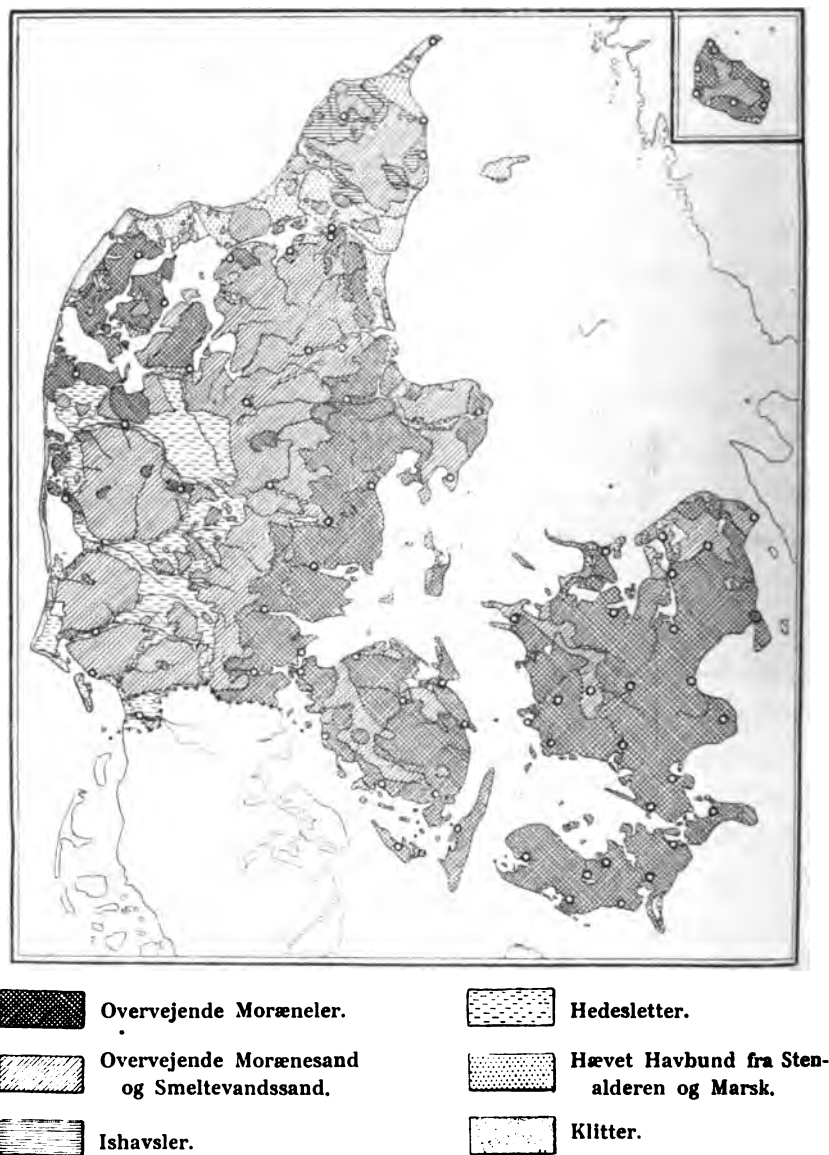 Overvejende Moræneler.
Overvejende Morænesand
og Smeltevandssand.
Ishavsler.
Hedesletter.
Hævet Havbund fra Sten-
alderen og Marsk.
Klitter.